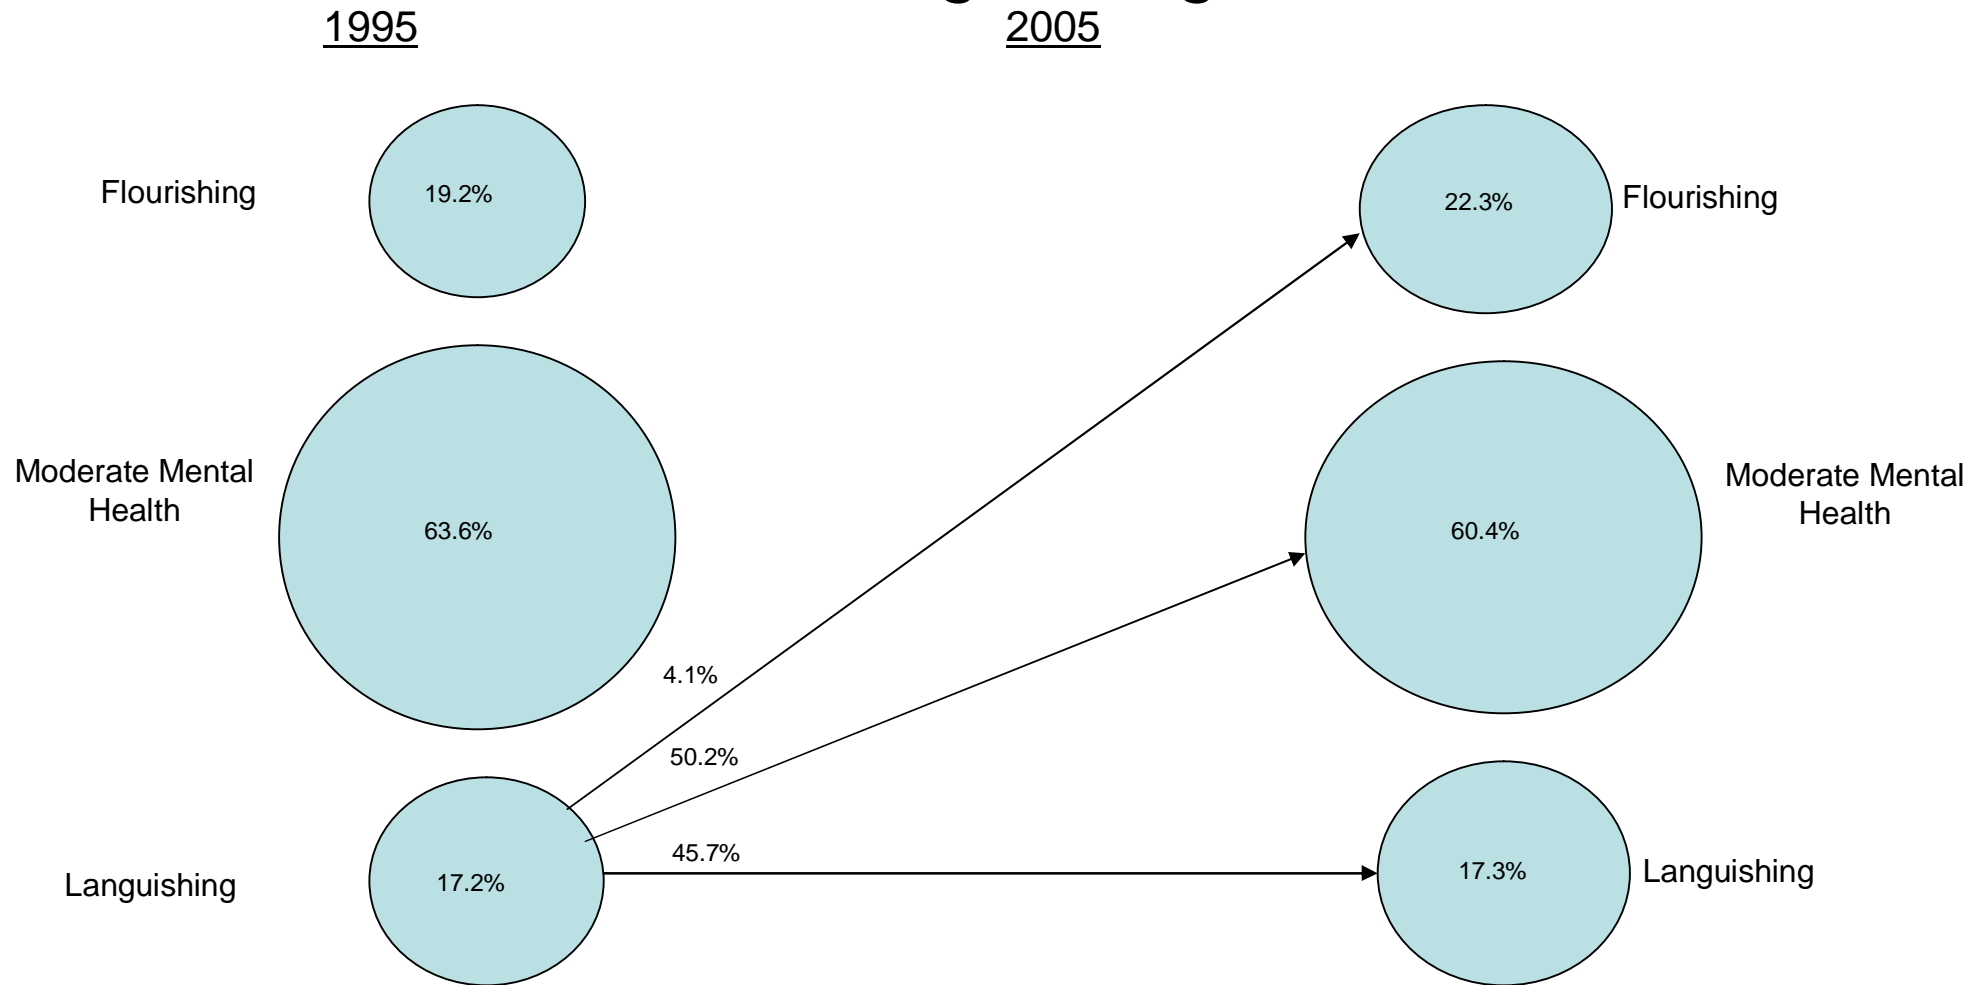 1995
2005
Flourishing
19.2%
22.3%
Flourishing
Moderate Mental
Health
63.6%
60.4%
Moderate Mental
Health
4.1%
50.2%
45.7%
Languishing
17.2%
17.3%
Languishing